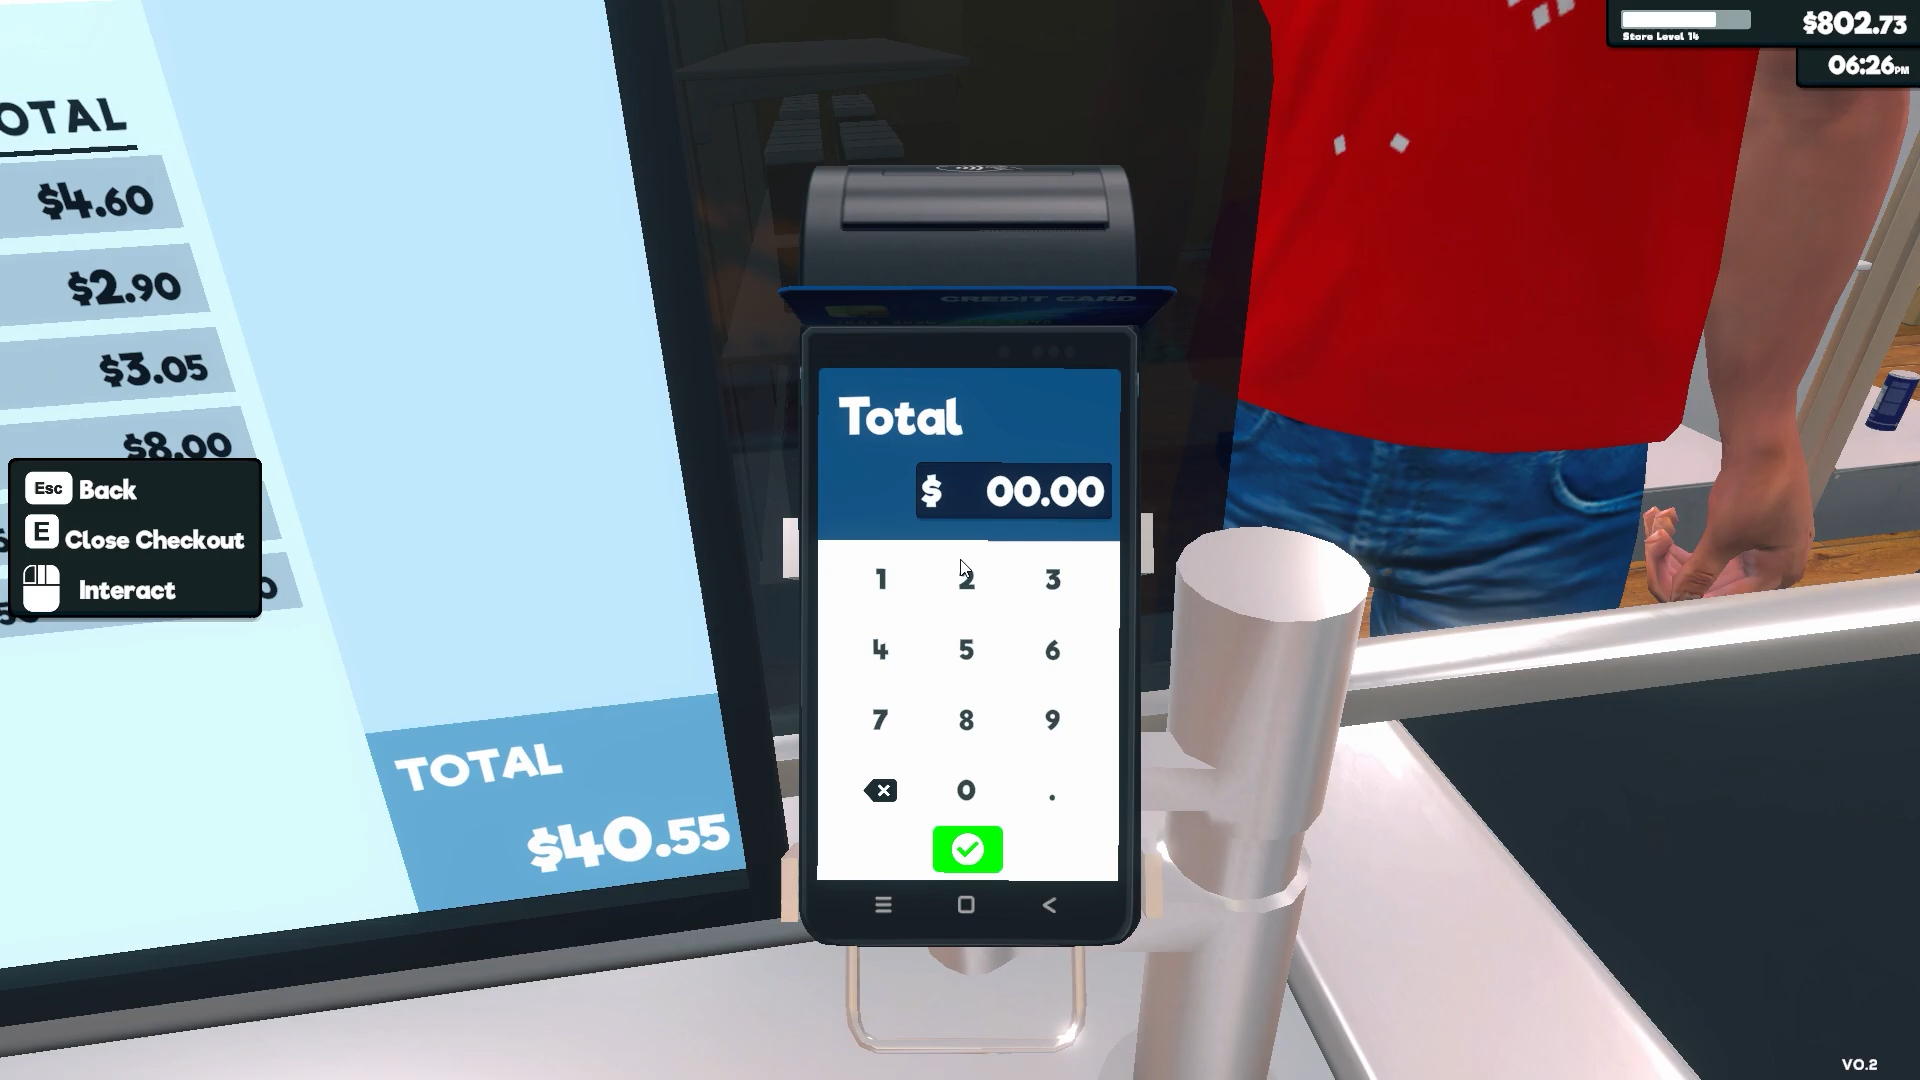 $802.73
Store Level 14
06:26PM
OTAL
$4.60
$2.90
$3.05
$8.00
Esc Back
E Close Checkout
Interact
TOTAL
$40.55
CREDIT CARD
Total
$ 00.00
1 2 3
4 5 6
7 8 9
0 .
V0.2